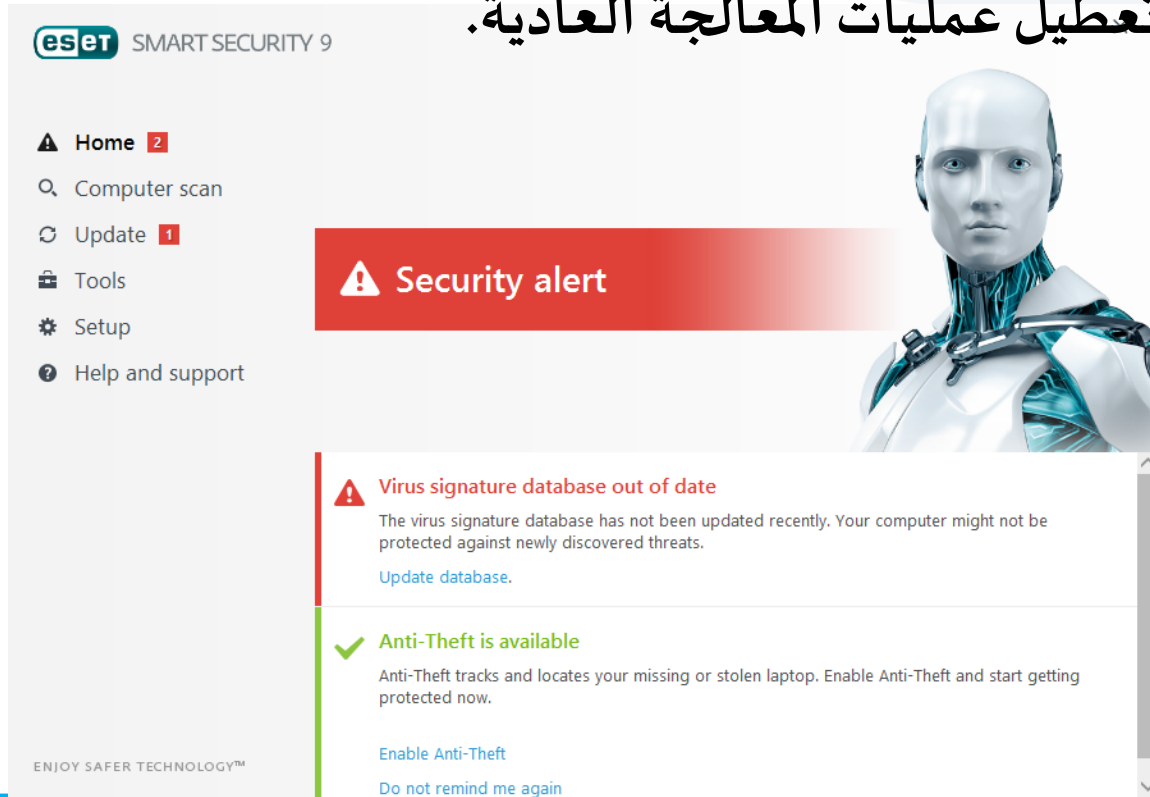 تعطيل عمليات المعالجة العادية.
eset SMART SECURITY 9
Home 2
Computer scan
Update 1
Tools
Setup
Help and support
Security alert
Virus signature database out of date
The virus signature database has not been updated recently. Your computer might not be
protected against newly discovered threats.
Update database.
Anti-Theft is available
Anti-Theft tracks and locates your missing or stolen laptop. Enable Anti-Theft and start getting
protected now.
Enable Anti-Theft
Do not remind me again
ENJOY SAFER TECHNOLOGY™